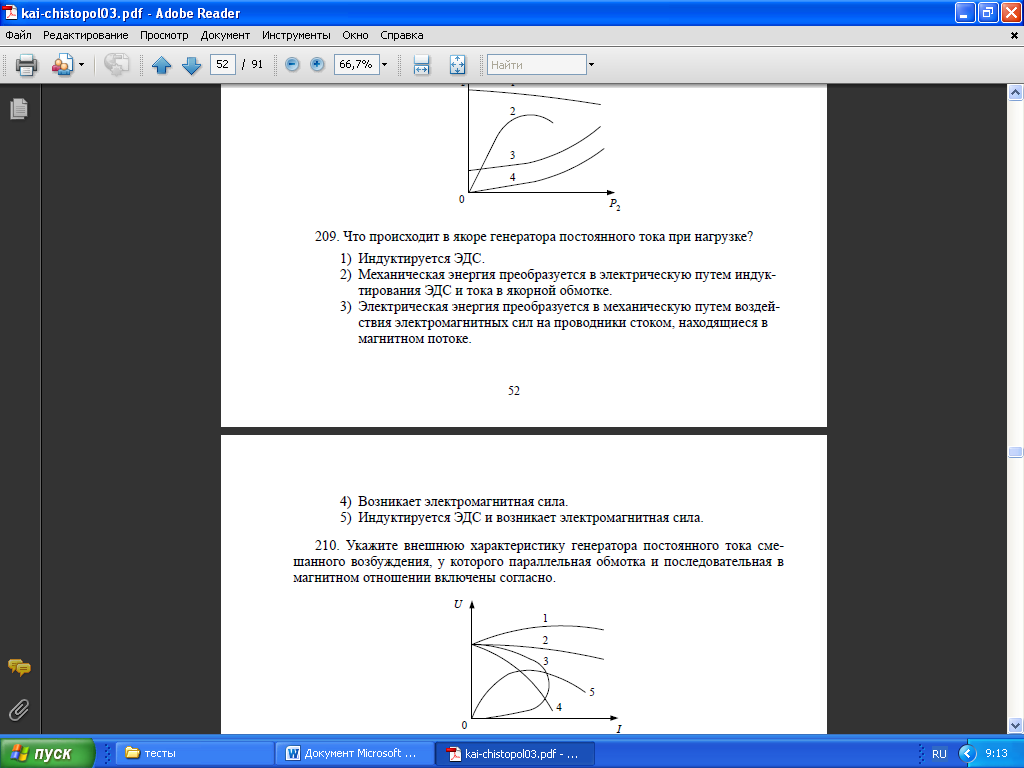 kai-chistopol03.pdf - Adobe Reader
Файл Редактирование Просмотр Документ Инструменты Окно Справка
52 / 91 66,7% Найти
2
3
4
0
P2
209. Что происходит в якоре генератора постоянного тока при нагрузке?
1) Индуктируется ЭДС.
2) Механическая энергия преобразуется в электрическую путем индук-
тирования ЭДС и тока в якорной обмотке.
3) Электрическая энергия преобразуется в механическую путем воздей-
ствия электромагнитных сил на проводники стоком, находящиеся в
магнитном потоке.
52
4) Возникает электромагнитная сила.
5) Индуктируется ЭДС и возникает электромагнитная сила.
210. Укажите внешнюю характеристику генератора постоянного тока сме-
шанного возбуждения, у которого параллельная обмотка и последовательная в
магнитном отношении включены согласно.
U
1
2
3
5
4
0
I
пуск тесты Документ Microsoft ... kai-chistopol03.pdf - ... RU 9:13